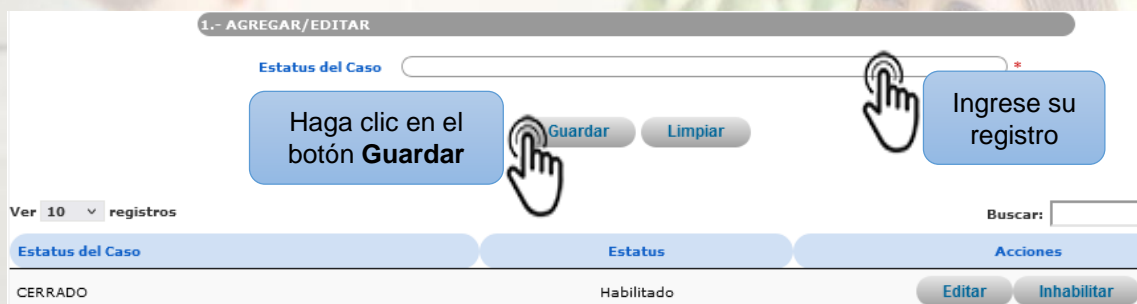 1.- AGREGAR/EDITAR
Estatus del Caso *
Haga clic en el
botón Guardar
Guardar Limpiar
Ingrese su
registro
Ver 10 registros Buscar:
Estatus del Caso Estatus Acciones
CERRADO Habilitado Editar Inhabilitar